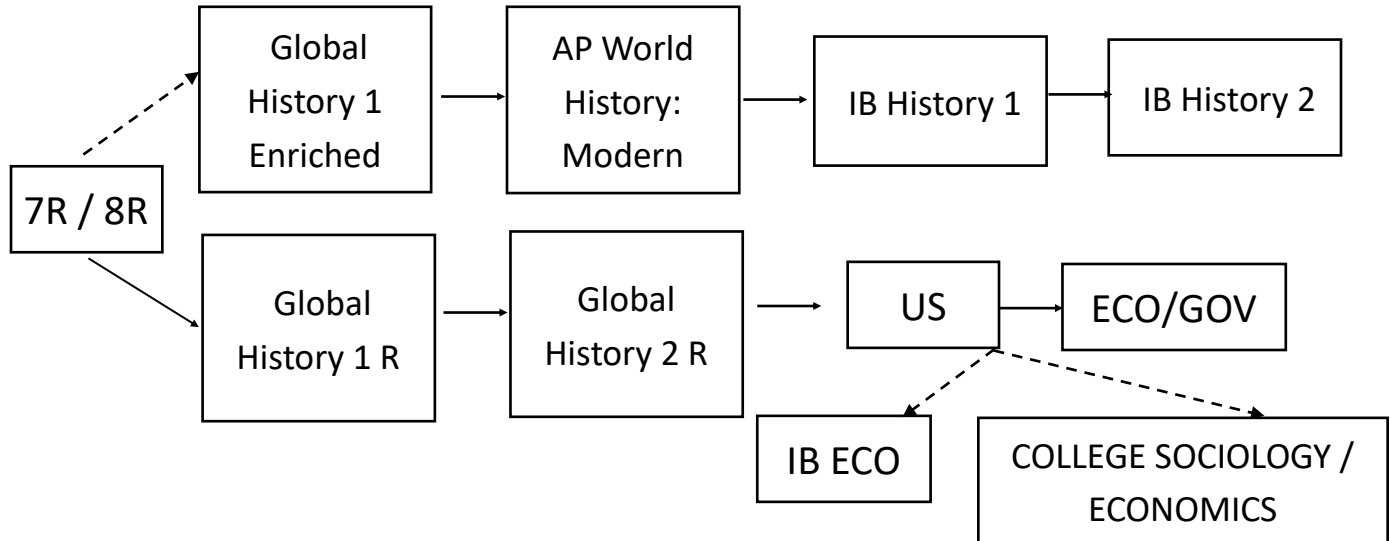 Global
History 1
Enriched
AP World
History:
Modern
IB History 1
IB History 2
7R / 8R
Global
History 1 R
Global
History 2 R
US
ECO/GOV
IB ECO
COLLEGE SOCIOLOGY /
ECONOMICS